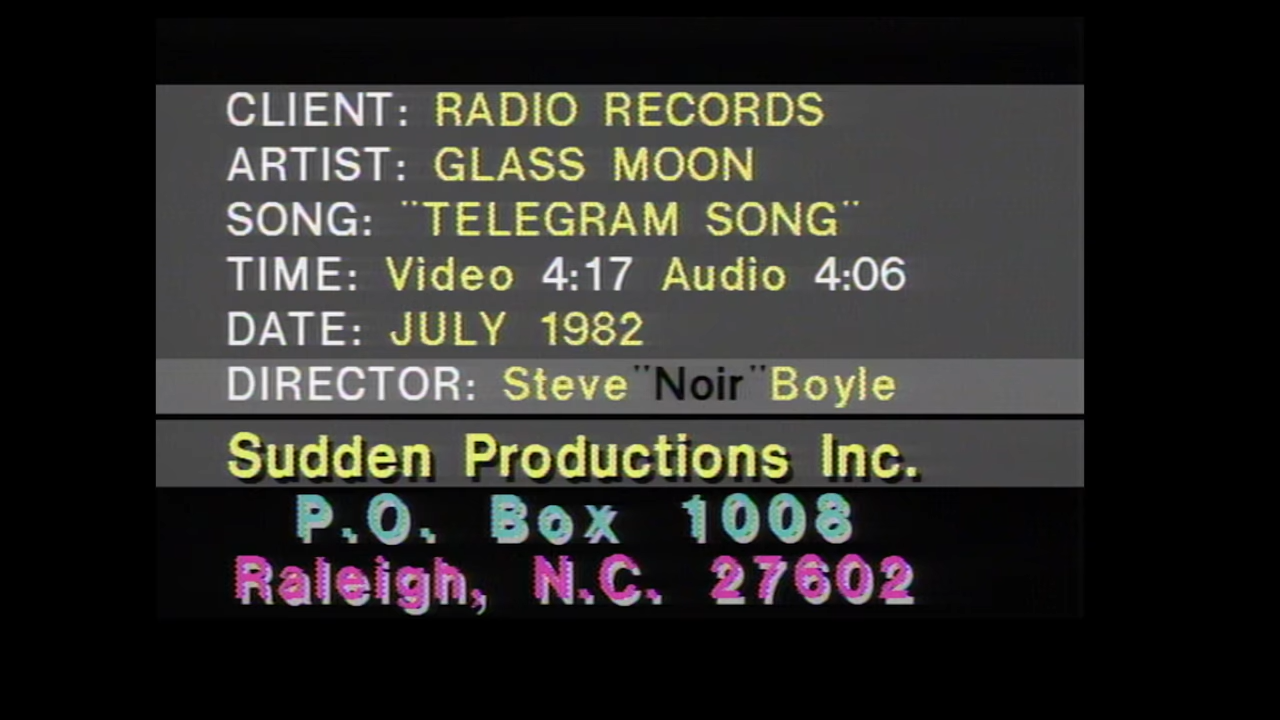 CLIENT: RADIO RECORDS
ARTIST: GLASS MOON
SONG: "TELEGRAM SONG"
TIME: Video 4:17 Audio 4:06
DATE: JULY 1982
DIRECTOR: Steve "Noir" Boyle
Sudden Productions Inc.
P.O. Box 1008
Raleigh, N.C. 27602